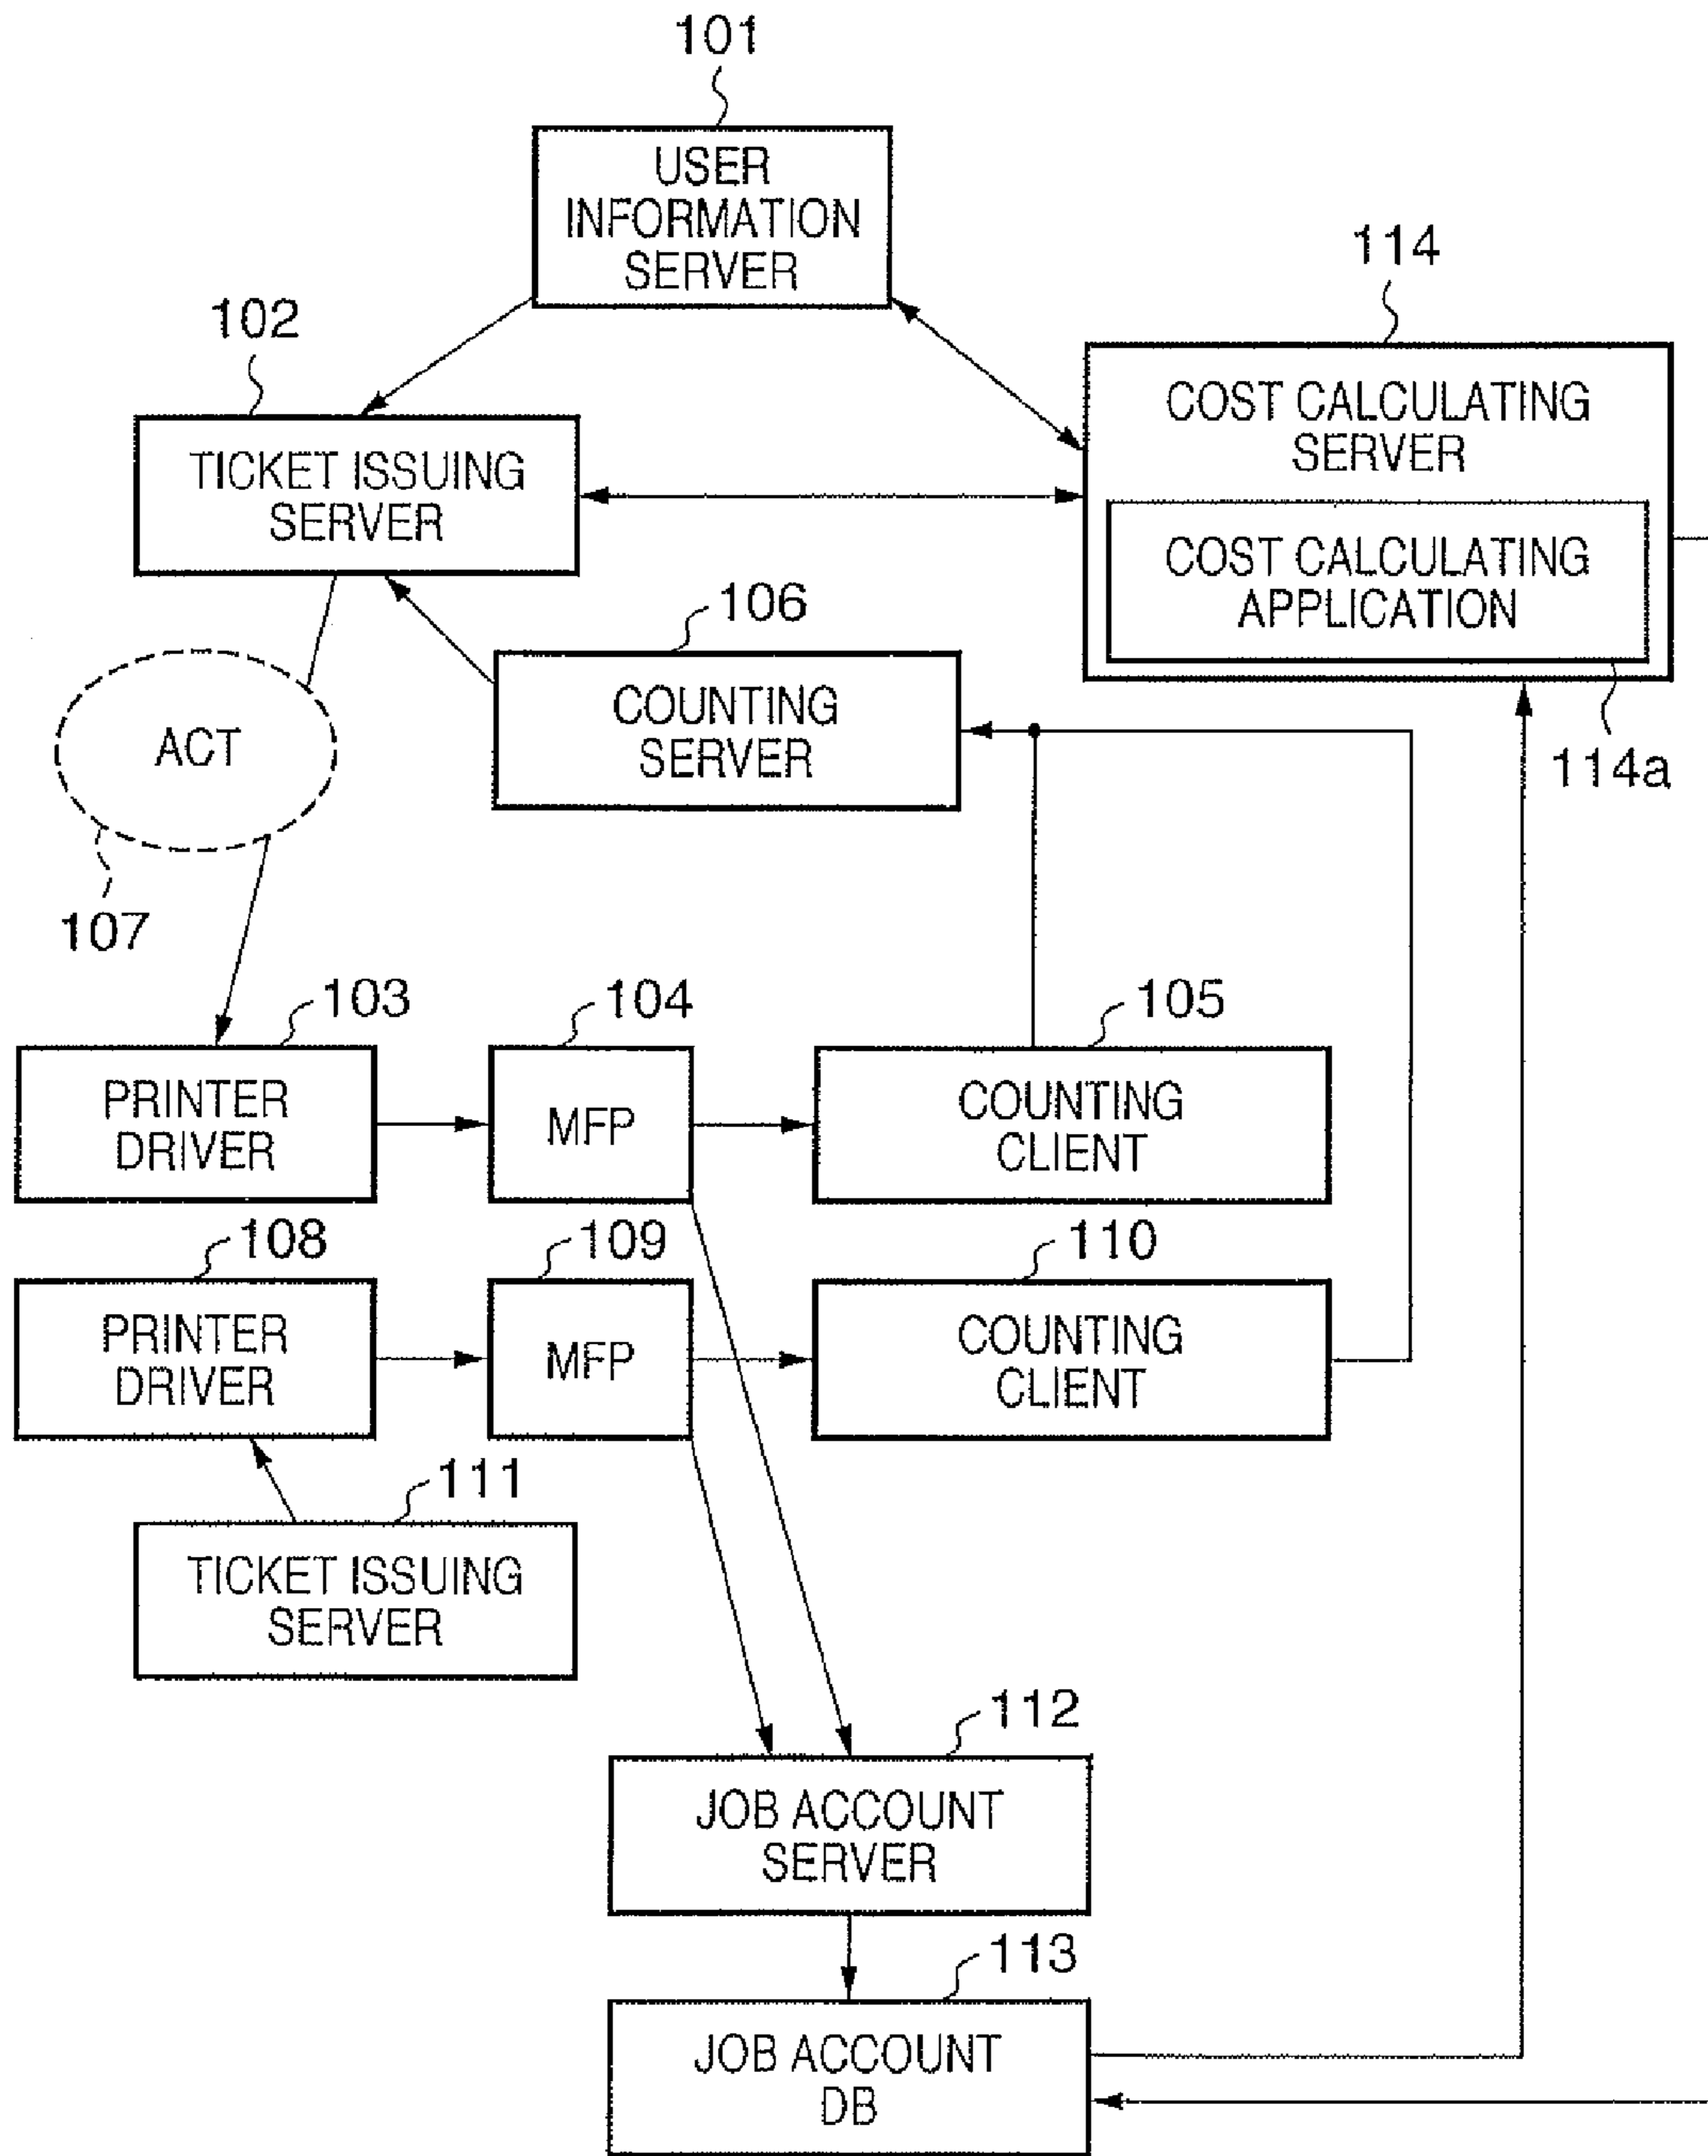 101
USER
INFORMATION
SERVER
114
102
COST CALCULATING
SERVER
TICKET ISSUING
SERVER
COST CALCULATING
APPLICATION
106
COUNTING
SERVER
ACT
114a
107
103
104
105
PRINTER
DRIVER
MFP
COUNTING
CLIENT
108
109
110
PRINTER
DRIVER
MFP
COUNTING
CLIENT
111
TICKET ISSUING
SERVER
112
JOB ACCOUNT
SERVER
113
JOB ACCOUNT
DB